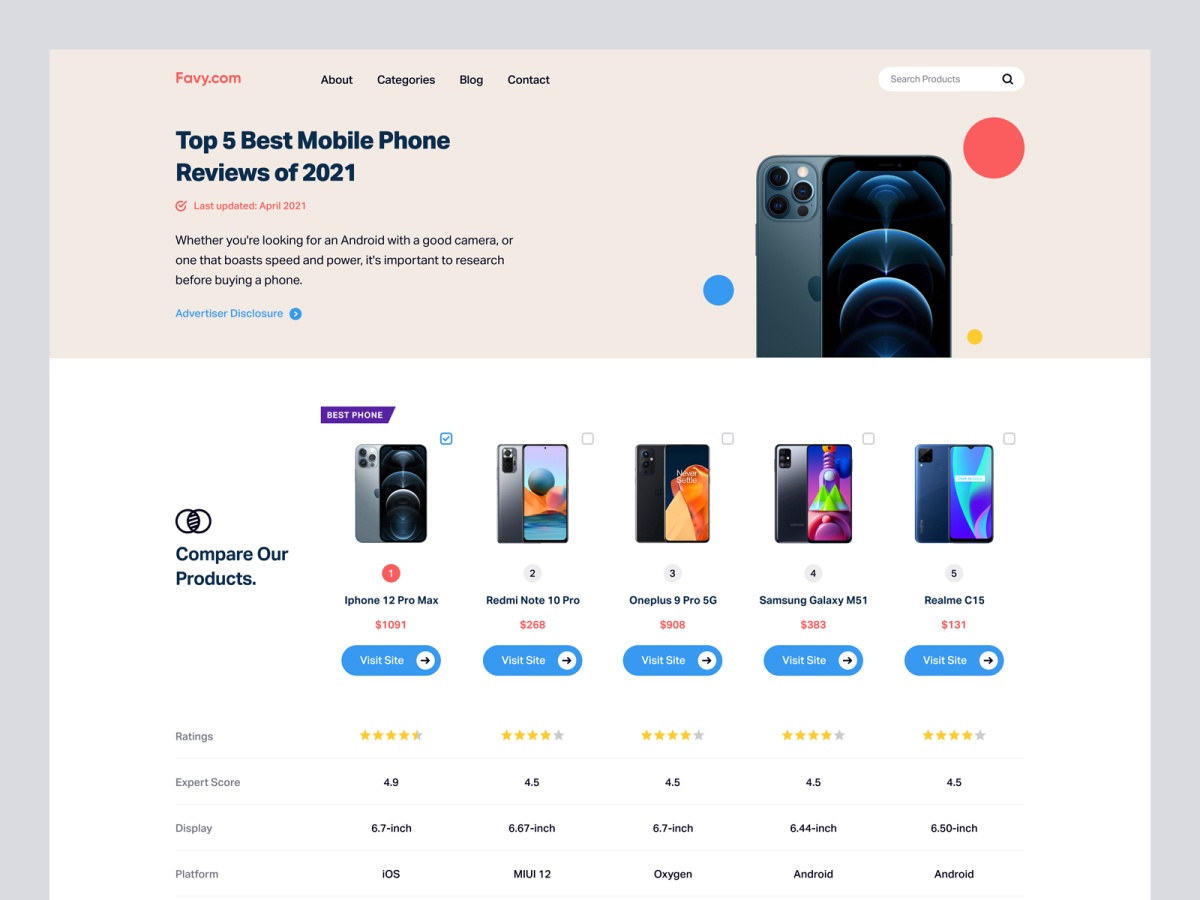 Favy.com
About Categories Blog Contact
Search Products
Top 5 Best Mobile Phone
Reviews of 2021
Last updated: April 2021
Whether you're looking for an Android with a good camera, or
one that boasts speed and power, it's important to research
before buying a phone.
Advertiser Disclosure
BEST PHONE
Never
Settle
Compare Our
Products.
1 2 3 4 5
Iphone 12 Pro Max Redmi Note 10 Pro Oneplus 9 Pro 5G Samsung Galaxy M51 Realme C15
$1091 $268 $908 $383 $131
Visit Site Visit Site Visit Site Visit Site Visit Site
Ratings
Expert Score 4.9 4.5 4.5 4.5 4.5
Display 6.7-inch 6.67-inch 6.7-inch 6.44-inch 6.50-inch
Platform iOS MIUI 12 Oxygen Android Android